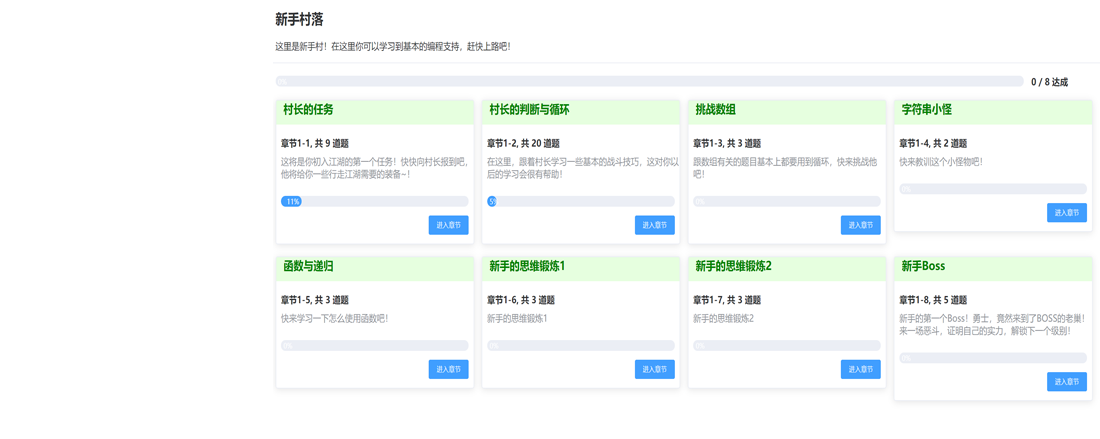 新手村落
这里是新手村！在这里你可以学习到基本的编程支持，赶快上路吧！
0%
0 / 8 达成
村长的任务
章节1-1, 共 9 道题
这将是你初入江湖的第一个任务！快快向村长报到吧，
他将给你一些行走江湖需要的装备~！
11%
进入章节
村长的判断与循环
章节1-2, 共 20 道题
在这里，跟着村长学习一些基本的战斗技巧，这对你以
后的学习会很有帮助！
5%
进入章节
挑战数组
章节1-3, 共 3 道题
跟数组有关的题目基本上都要用到循环，快来挑战他
吧！
0%
进入章节
字符串小怪
章节1-4, 共 2 道题
快来教训这个小怪物吧！
0%
进入章节
函数与递归
章节1-5, 共 3 道题
快来学习一下怎么使用函数吧！
0%
进入章节
新手的思维锻炼1
章节1-6, 共 3 道题
新手的思维锻炼1
0%
进入章节
新手的思维锻炼2
章节1-7, 共 3 道题
新手的思维锻炼2
0%
进入章节
新手Boss
章节1-8, 共 5 道题
新手的第一个Boss！勇士，竟然来到了BOSS的老巢！
来一场恶斗，证明自己的实力，解锁下一个级别！
0%
进入章节